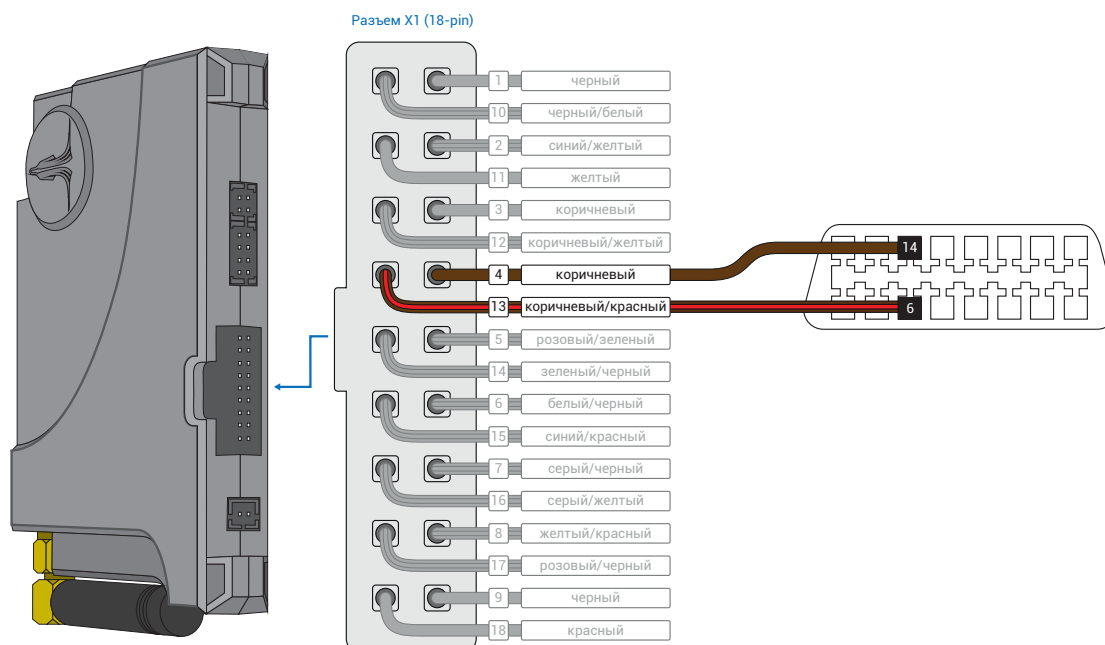 Разъем X1 (18-pin)
1 черный
10 черный/белый
2 синий/желтый
11 желтый
3 коричневый
12 коричневый/желтый
14
4 коричневый
13 коричневый/красный
6
5 розовый/зеленый
14 зеленый/черный
6 белый/черный
15 синий/красный
7 серый/черный
16 серый/желтый
8 желтый/красный
17 розовый/черный
9 черный
18 красный